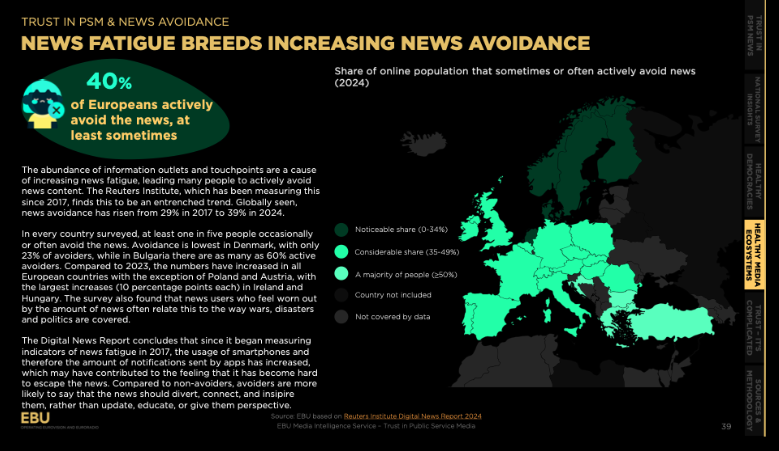 TRUST IN PSM & NEWS AVOIDANCE
NEWS FATIGUE BREEDS INCREASING NEWS AVOIDANCE
40%
of Europeans actively
avoid the news, at
least sometimes
The abundance of information outlets and touchpoints are a cause
of increasing news fatigue, leading many people to actively avoid
news content. The Reuters Institute, which has been measuring this
since 2017, finds this to be an entrenched trend. Globally seen,
news avoidance has risen from 29% in 2017 to 39% in 2024.
In every country surveyed, at least one in five people occasionally
or often avoid the news. Avoidance is lowest in Denmark, with only
23% of avoiders, while in Bulgaria there are as many as 60% active
avoiders. Compared to 2023, the numbers have increased in all
European countries with the exception of Poland and Austria, with
the largest increases (10 percentage points each) in Ireland and
Hungary. The survey also found that news users who feel worn out
by the amount of news often relate this to the way wars, disasters
and politics are covered.
The Digital News Report concludes that since it began measuring
indicators of news fatigue in 2017, the usage of smartphones and
therefore the amount of notifications sent by apps has increased,
which may have contributed to the feeling that it has become hard
to escape the news. Compared to non-avoiders, avoiders are more
likely to say that the news should divert, connect, and insipire
them, rather than update, educate, or give them perspective.
Share of online population that sometimes or often actively avoid news
(2024)
Noticeable share (0-34%)
Considerable share (35-49%)
A majority of people (≥50%)
Country not included
Not covered by data
TRUST IN
PSM NEWS
NATIONAL SURVEY
INSIGHTS
HEALTHY
DEMOCRACIES
HEALTHY MEDIA
ECOSYSTEMS
TRUST – IT'S
COMPLICATED
SOURCES &
METHODOLOGY
EBU
Source: EBU based on Reuters Institute Digital News Report 2024
EBU Media Intelligence Service – Trust in Public Service Media
39